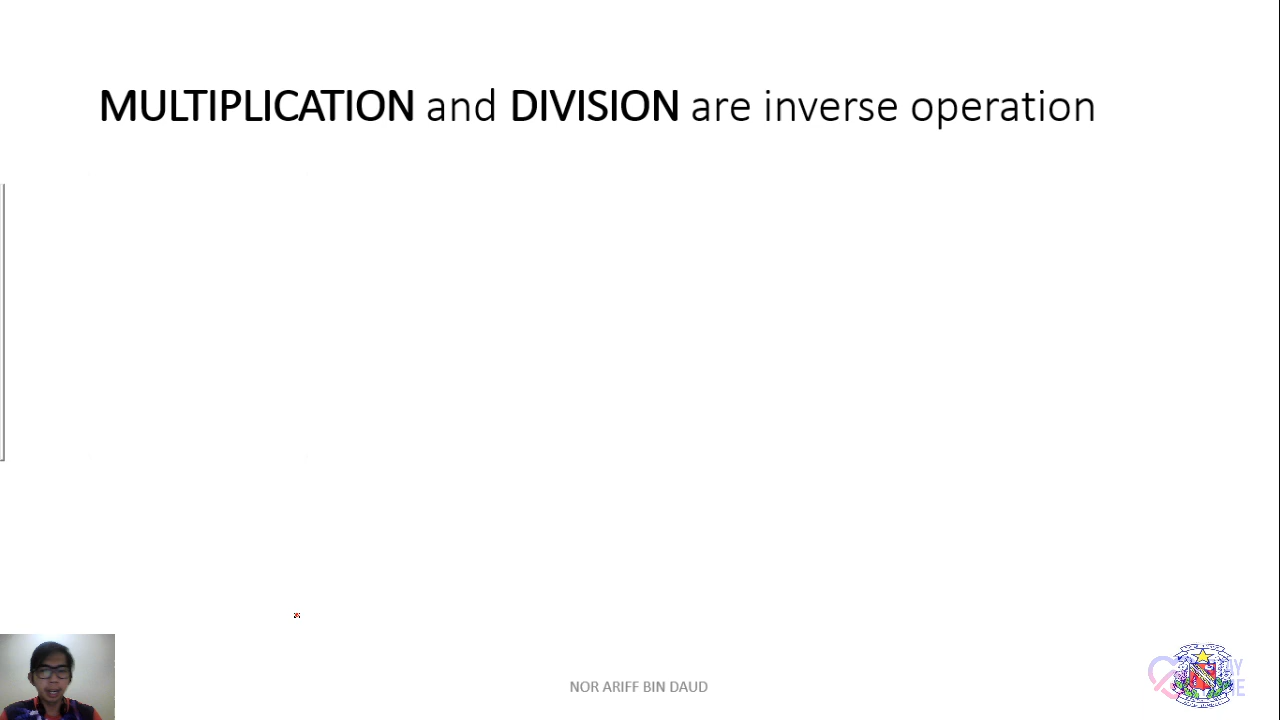 MULTIPLICATION and DIVISION are inverse operation
NOR ARIFF BIN DAUD